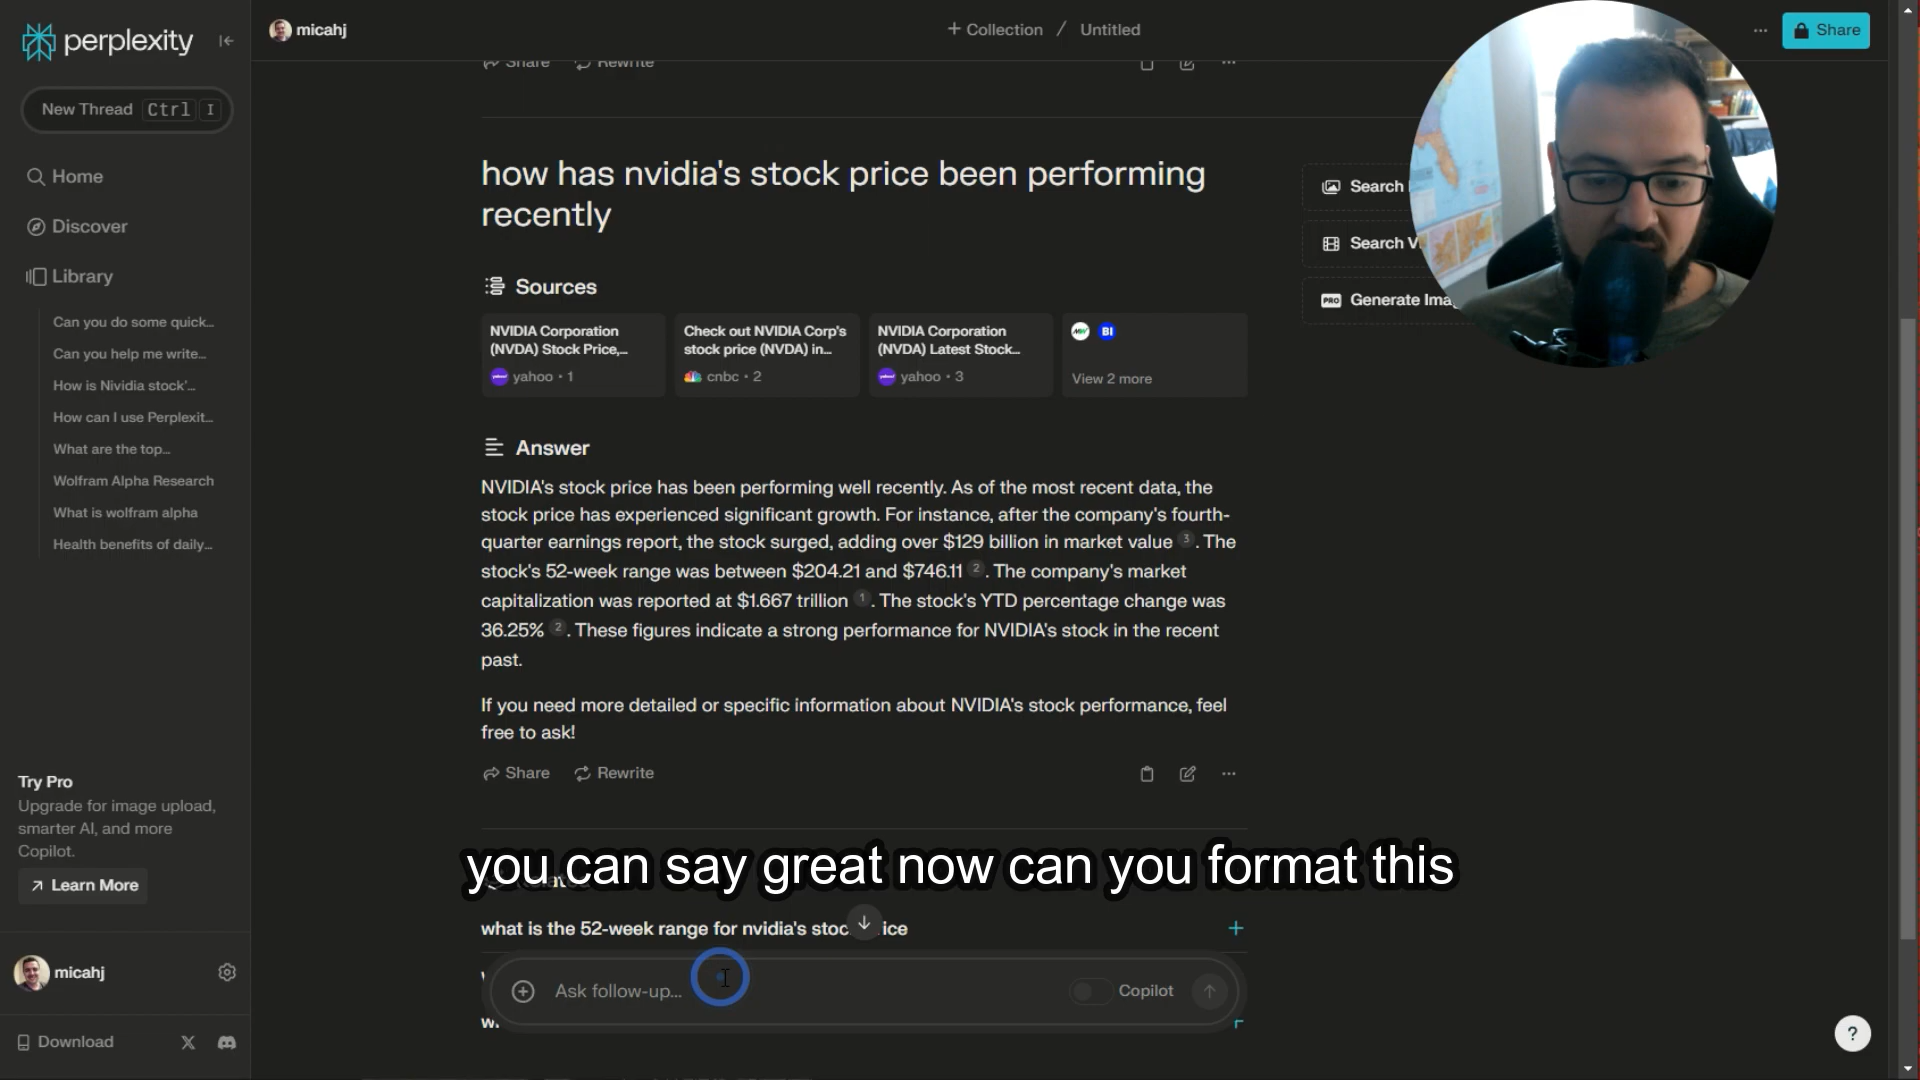 perplexity
New Thread Ctrl I
Home
Discover
Library
Can you do some quick...
Can you help me write...
How is Nividia stock'...
How can I use Perplexit...
What are the top...
Wolfram Alpha Research
What is wolfram alpha
Health benefits of daily...
Try Pro
Upgrade for image upload,
smarter AI, and more
Copilot.
Learn More
micahj
Download
micahj
+ Collection / Untitled
Share
Share Rewrite
how has nvidia's stock price been performing
recently
Sources
NVIDIA Corporation
(NVDA) Stock Price,...
yahoo · 1
Check out NVIDIA Corp's
stock price (NVDA) in...
cnbc · 2
NVIDIA Corporation
(NVDA) Latest Stock...
yahoo · 3
BI
View 2 more
Search
Search V
PRO Generate Ima
Answer
NVIDIA's stock price has been performing well recently. As of the most recent data, the
stock price has experienced significant growth. For instance, after the company's fourth-
quarter earnings report, the stock surged, adding over $129 billion in market value 3. The
stock's 52-week range was between $204.21 and $746.11 2. The company's market
capitalization was reported at $1.667 trillion 1. The stock's YTD percentage change was
36.25% 2. These figures indicate a strong performance for NVIDIA's stock in the recent
past.
If you need more detailed or specific information about NVIDIA's stock performance, feel
free to ask!
Share Rewrite
you can say great now can you format this
what is the 52-week range for nvidia's stoc ice
Ask follow-up...
Copilot
?